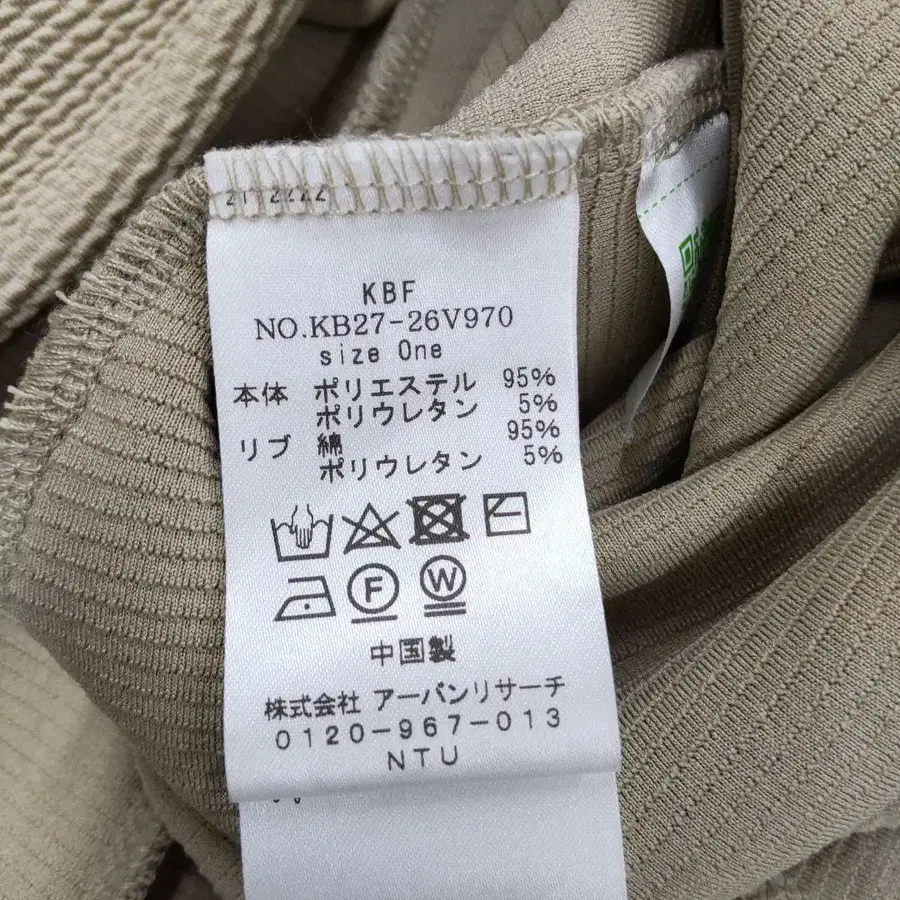 KBF
NO.KB27-26V970
size One
本体 ポリエステル 95%
ポリウレタン 5%
リブ 綿 95%
ポリウレタン 5%
F W
中国製
株式会社 アーバンリサーチ
0120-967-013
NTU